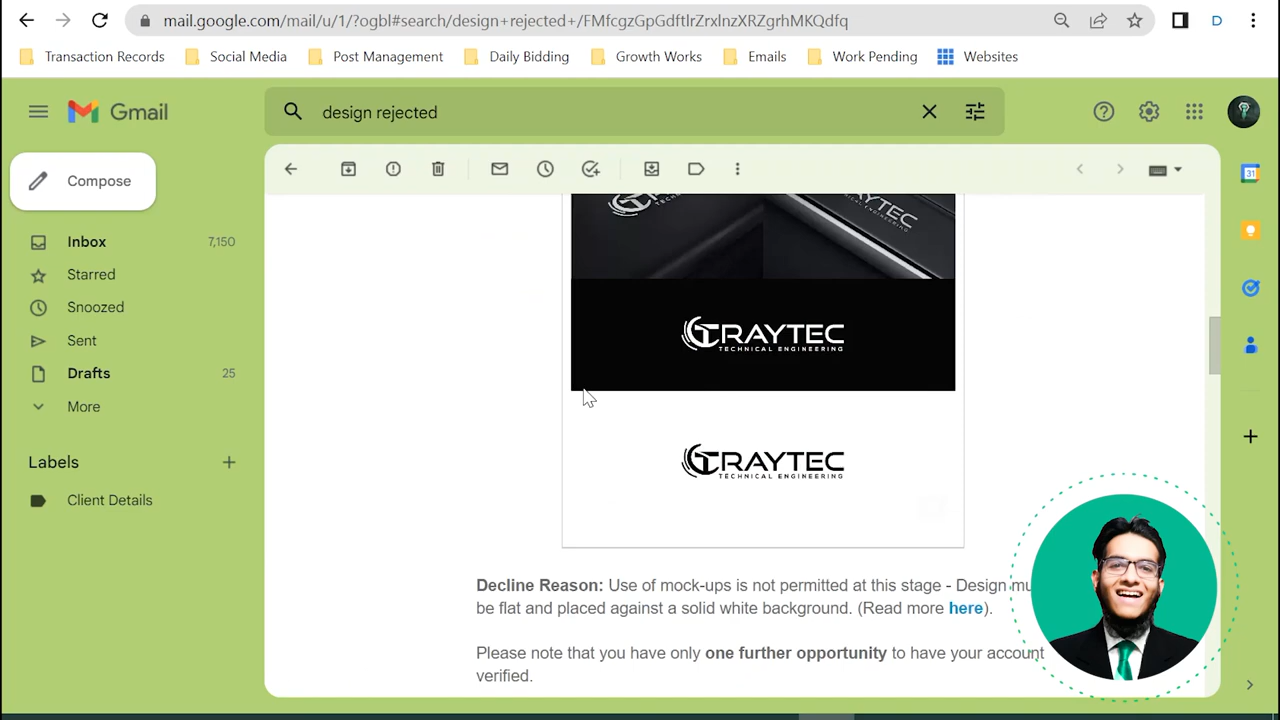 mail.google.com/mail/u/1/?ogbl#search/design+rejected+/FMfcgzGpGdftlrZrxlnzXRZgrhMKQdfq
D
Transaction Records
Social Media
Post Management
Daily Bidding
Growth Works
Emails
Work Pending
Websites
Gmail
design rejected
Compose
Inbox 7,150
Starred
Snoozed
Sent
Drafts 25
More
Labels
Client Details
31
RAYTEC
TRAYTEC
TECHNICAL ENGINEERING
TRAYTEC
TECHNICAL ENGINEERING
Decline Reason: Use of mock-ups is not permitted at this stage - Design
be flat and placed against a solid white background. (Read more here).
Please note that you have only one further opportunity to have your account
verified.